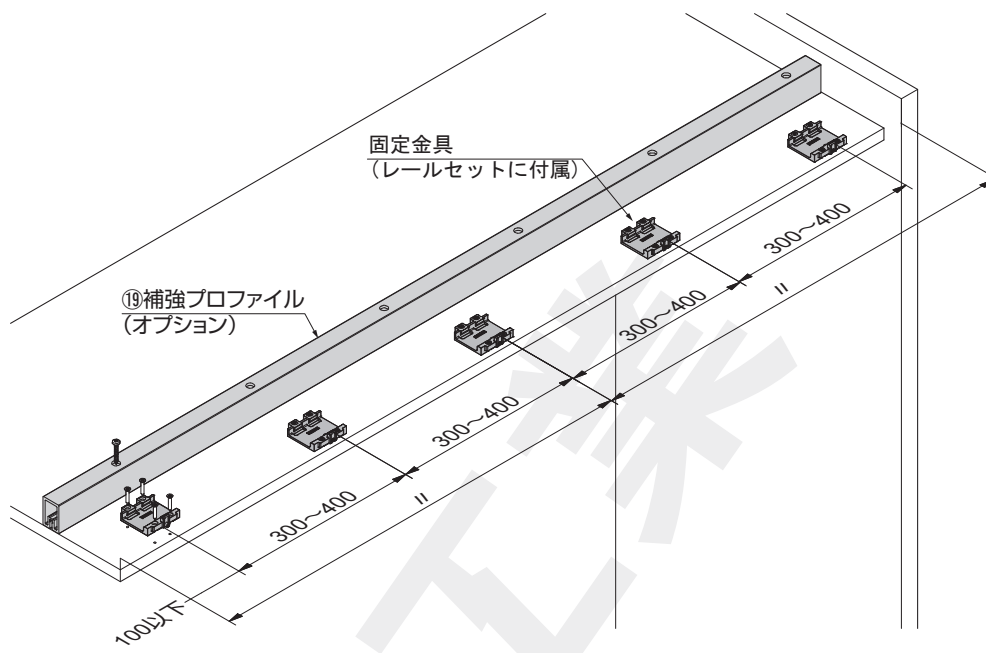 固定金具
(レールセットに付属)
⑲補強プロファイル
(オプション)
300～400
300～400
=
300～400
300～400
=
100以下
工業